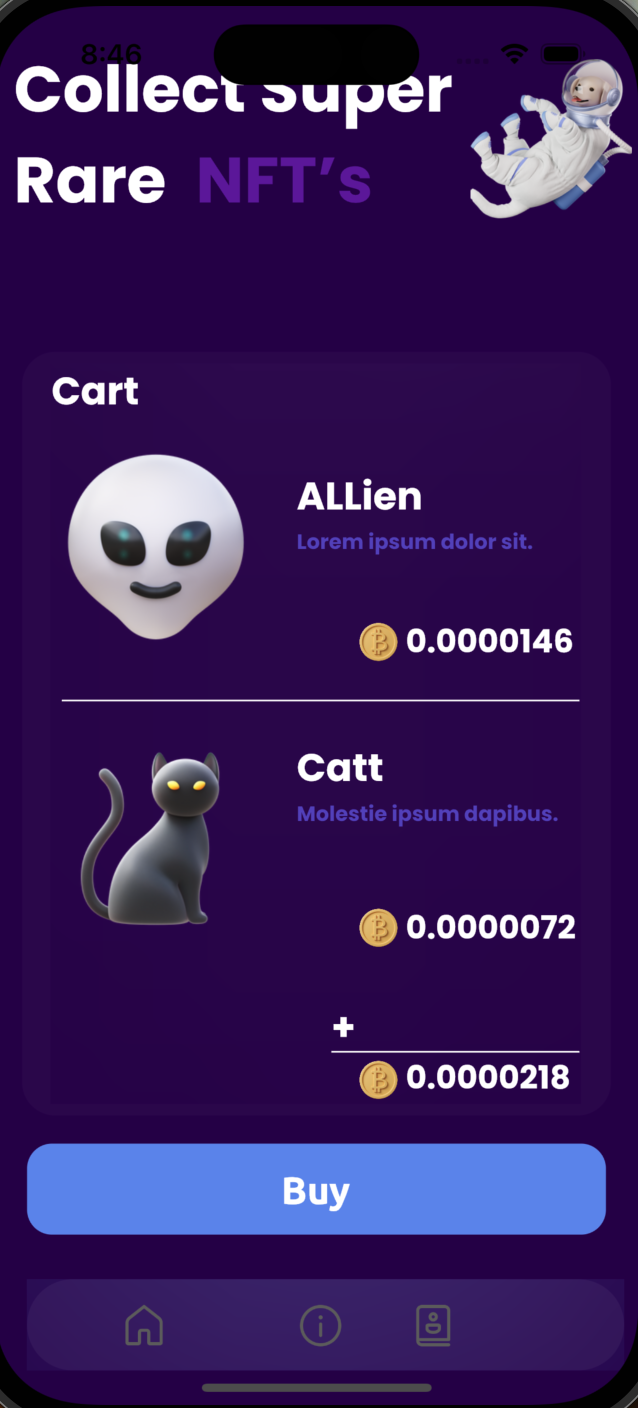 8:46
Collect Super
Rare NFT’s
Cart
ALLien
Lorem ipsum dolor sit.
0.0000146
Catt
Molestie ipsum dapibus.
0.0000072
+
0.0000218
Buy